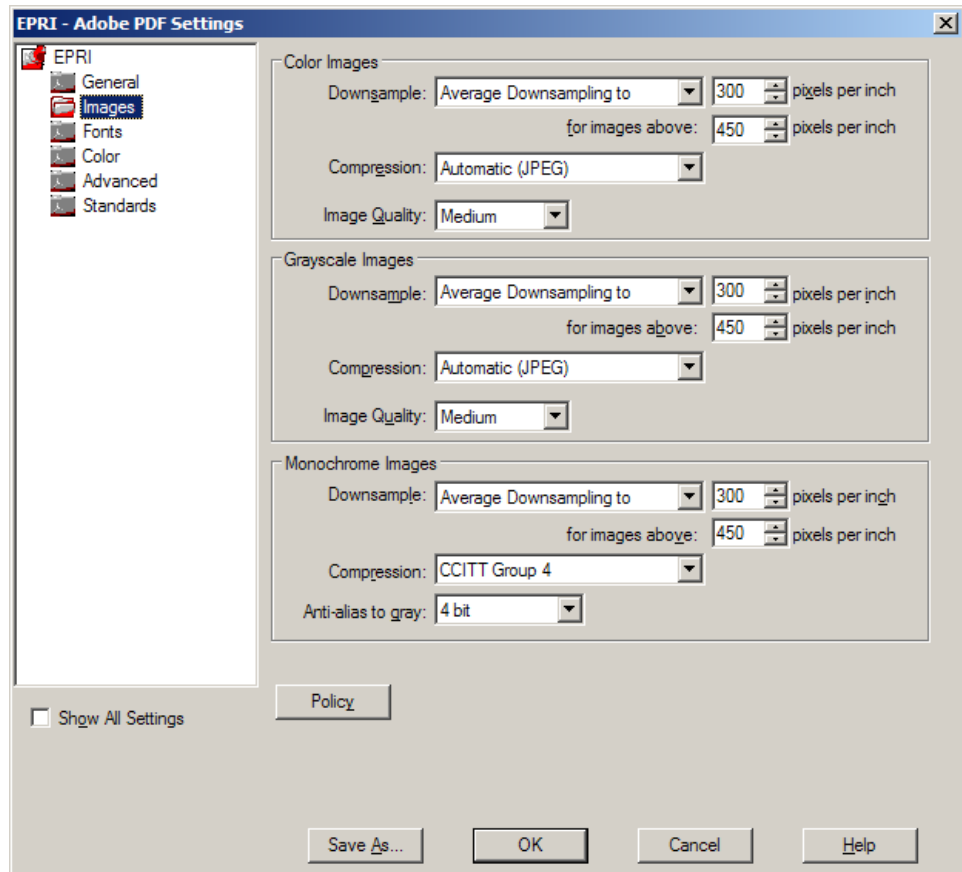 EPRI - Adobe PDF Settings
EPRI
General
Images
Fonts
Color
Advanced
Standards
Show All Settings
Color Images
Downsample: Average Downsampling to 300 pixels per inch
for images above: 450 pixels per inch
Compression: Automatic (JPEG)
Image Quality: Medium
Grayscale Images
Downsample: Average Downsampling to 300 pixels per inch
for images above: 450 pixels per inch
Compression: Automatic (JPEG)
Image Quality: Medium
Monochrome Images
Downsample: Average Downsampling to 300 pixels per inch
for images above: 450 pixels per inch
Compression: CCITT Group 4
Anti-alias to gray: 4 bit
Policy
Save As... OK Cancel Help